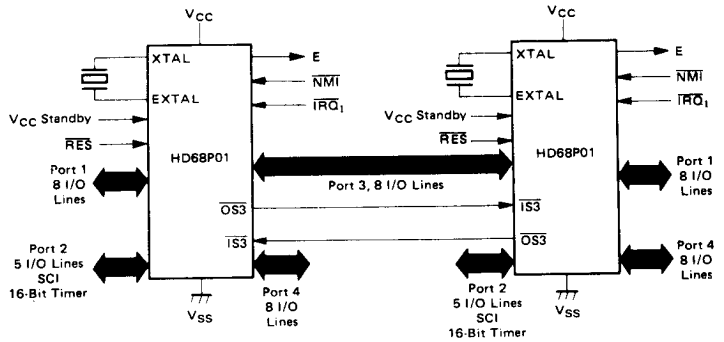 VCC
XTAL
E
NMI
EXTAL
IRQ1
VCC Standby
RES
HD68P01
Port 1
8 I/O
Lines
Port 3, 8 I/O Lines
OS3
IS3
Port 2
5 I/O Lines
SCI
16-Bit Timer
Port 4
8 I/O
Lines
VSS
VCC
XTAL
E
NMI
EXTAL
IRQ1
VCC Standby
RES
HD68P01
Port 1
8 I/O
Lines
IS3
OS3
Port 4
8 I/O
Lines
Port 2
5 I/O Lines
SCI
16-Bit Timer
VSS